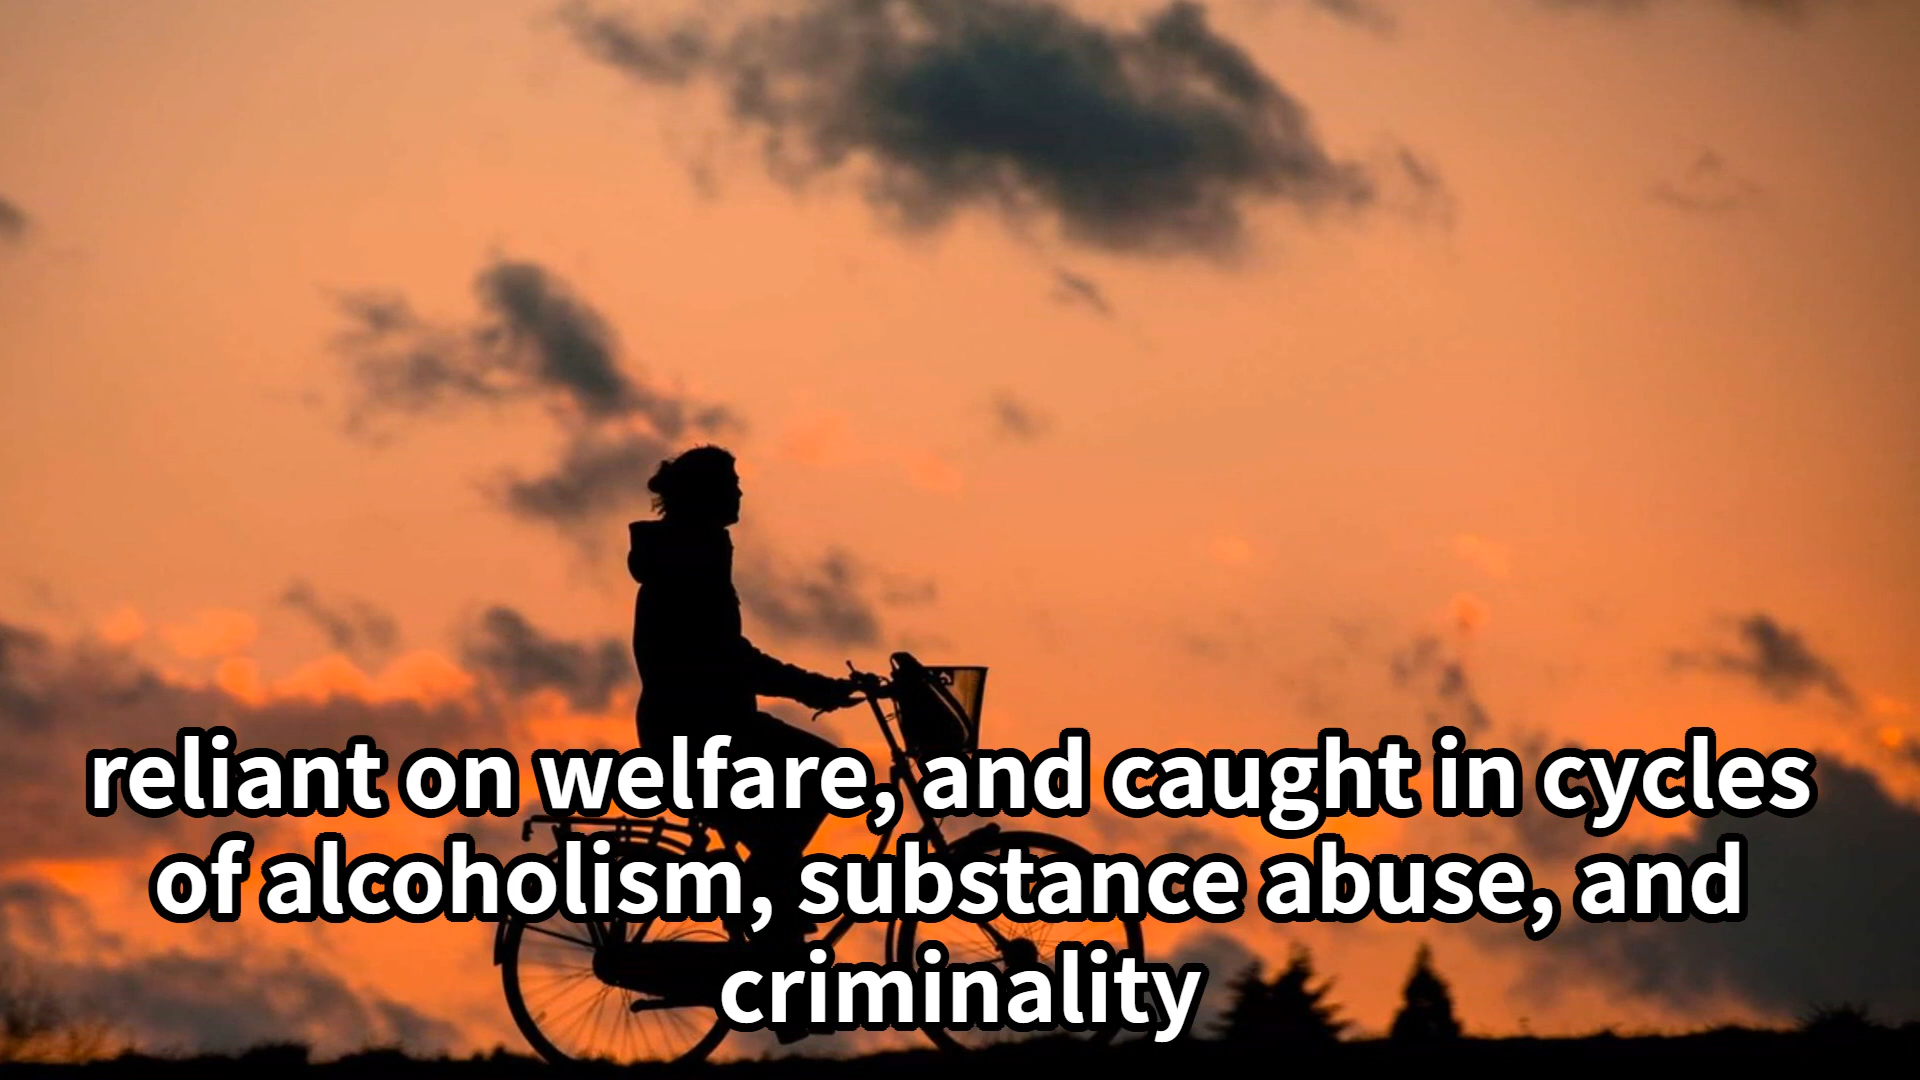 reliant on welfare, and caught in cycles
of alcoholism, substance abuse, and
criminality